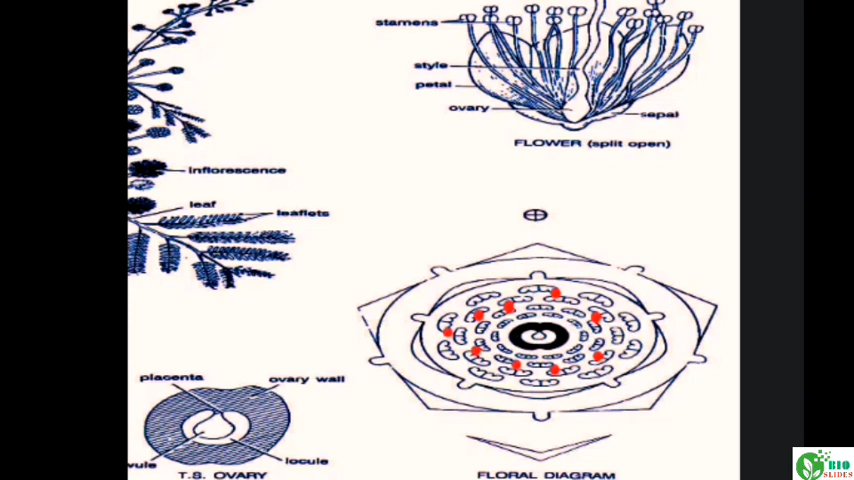 stamens
style
petal
ovary
sepal
FLOWER (split open)
inflorescence
leaf
leaflets
placenta
ovary wall
vule
locule
T.S. OVARY
FLORAL DIAGRAM
BIO
SLIDES